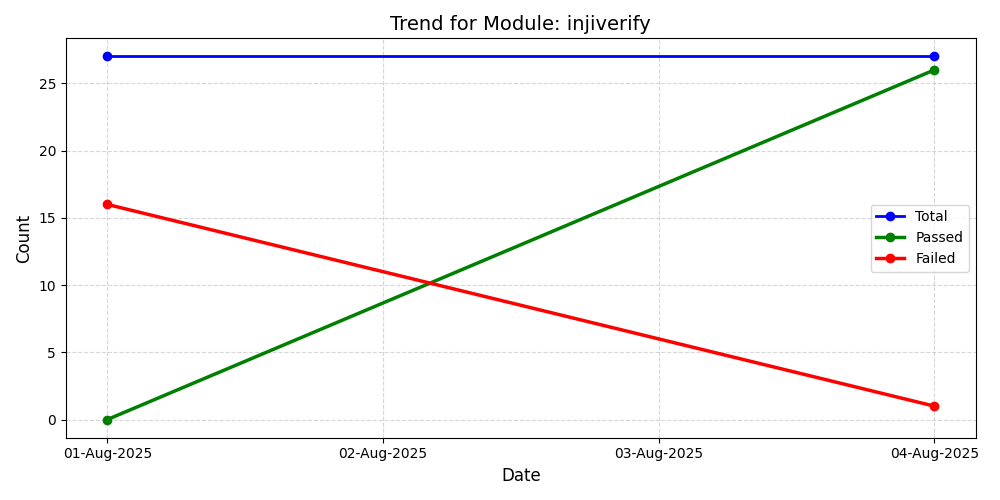 Trend for Module: injiverify
Count
25
20
15
10
5
0
Total
Passed
Failed
01-Aug-2025
02-Aug-2025
03-Aug-2025
04-Aug-2025
Date